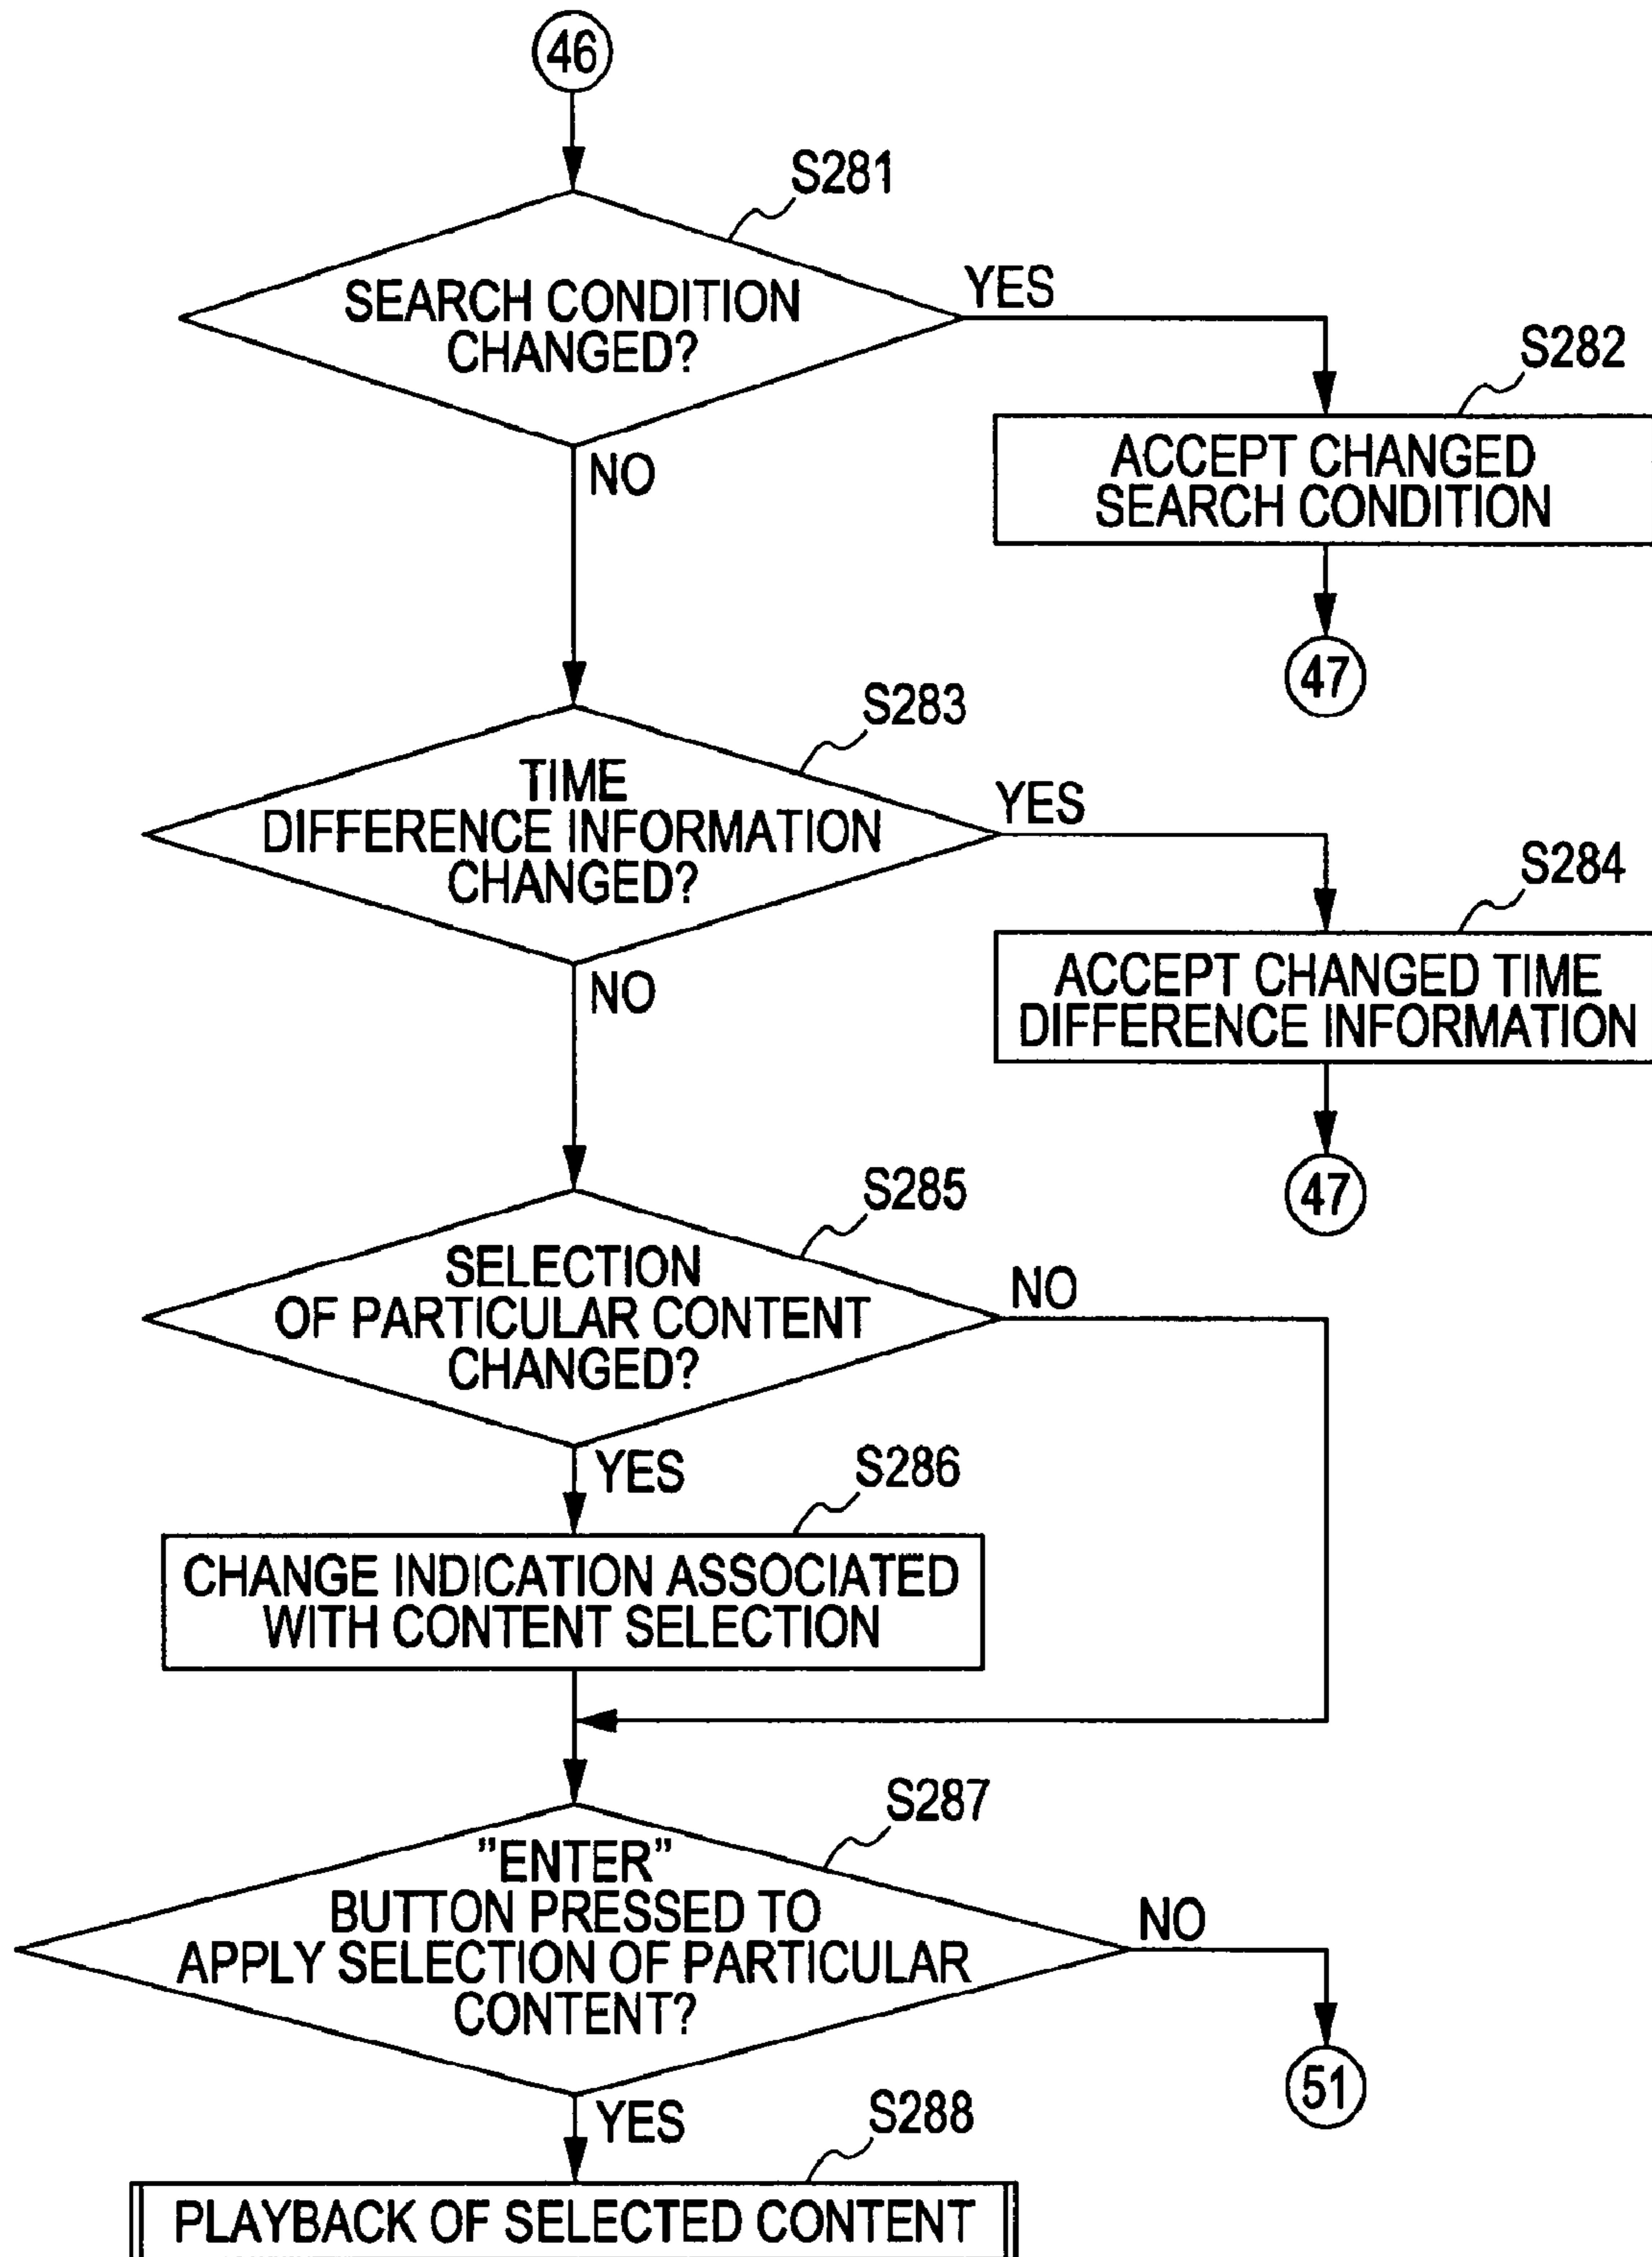 46
S281
SEARCH CONDITION
CHANGED?
YES
NO
S282
ACCEPT CHANGED
SEARCH CONDITION
47
S283
TIME
DIFFERENCE INFORMATION
CHANGED?
YES
NO
S284
ACCEPT CHANGED TIME
DIFFERENCE INFORMATION
47
S285
SELECTION
OF PARTICULAR CONTENT
CHANGED?
NO
YES
S286
CHANGE INDICATION ASSOCIATED
WITH CONTENT SELECTION
S287
"ENTER"
BUTTON PRESSED TO
APPLY SELECTION OF PARTICULAR
CONTENT?
NO
51
YES
S288
PLAYBACK OF SELECTED CONTENT